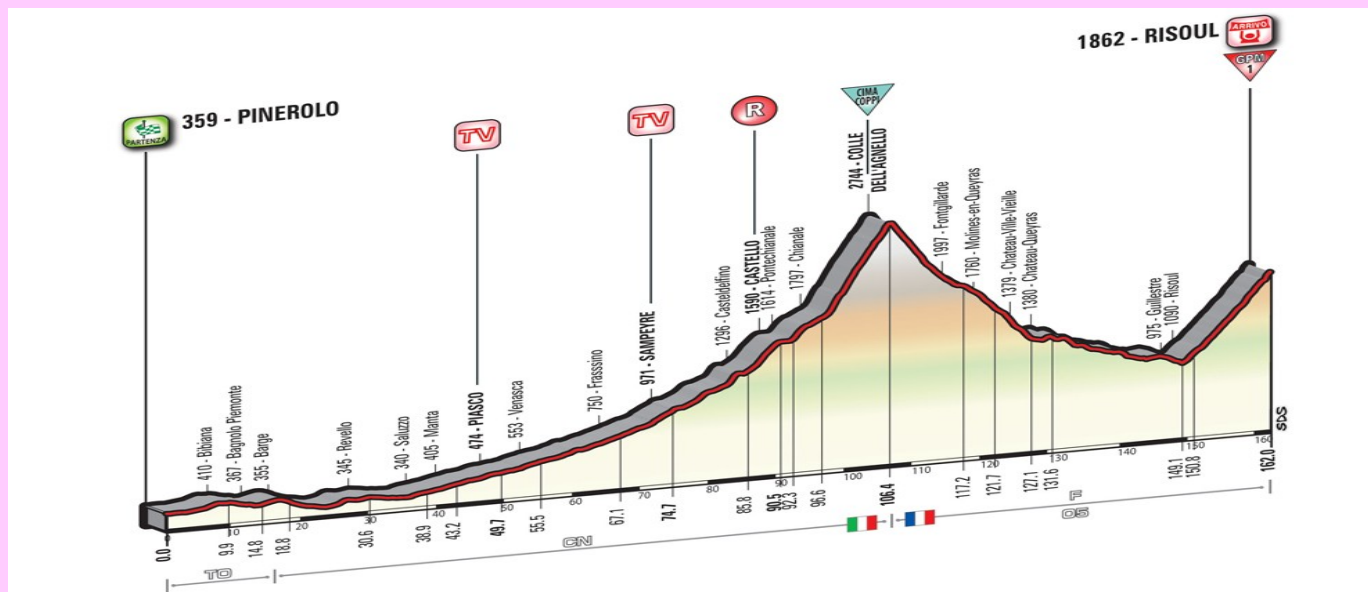 1862 - RISOUL
ARRIVO
GPM
1
359 - PINEROLO
PARTENZA
TV
TV
R
CIMA
COPPI
410 - Bibiana
367 - Bagnolo Piemonte
355 - Barge
345 - Revello
340 - Saluzzo
405 - Manta
474 - PIASCO
553 - Venasca
750 - Frasssino
971 - SAMPEYRE
1296 - Casteldelfino
1590 - CASTELLO
1614 - Pontechianale
1797 - Chianale
2744 - COLLE
DELL'AGNELLO
1997 - Fontgillarde
1760 - Molines-en-Queyras
1379 - Chateau-Ville-Vieille
1380 - Chateau-Queyras
975 - Guillestre
1090 - Risoul
SDS
0 10 20 30 40 50 60 70 80 90 100 110 120 130 140 150 160
0.0 9.9 14.8 18.8 30.6 38.9 43.2 49.7 55.5 67.1 74.7 85.8 90.5 92.3 96.6 106.4 117.2 121.7 127.1 131.6 149.1 150.8 162.0
TO CN F
05